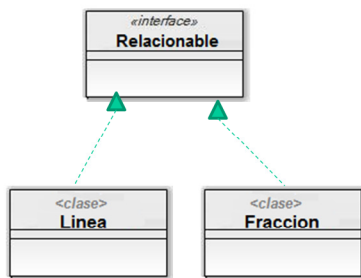 «interface»
Relacionable
<clase>
Linea
<clase>
Fraccion